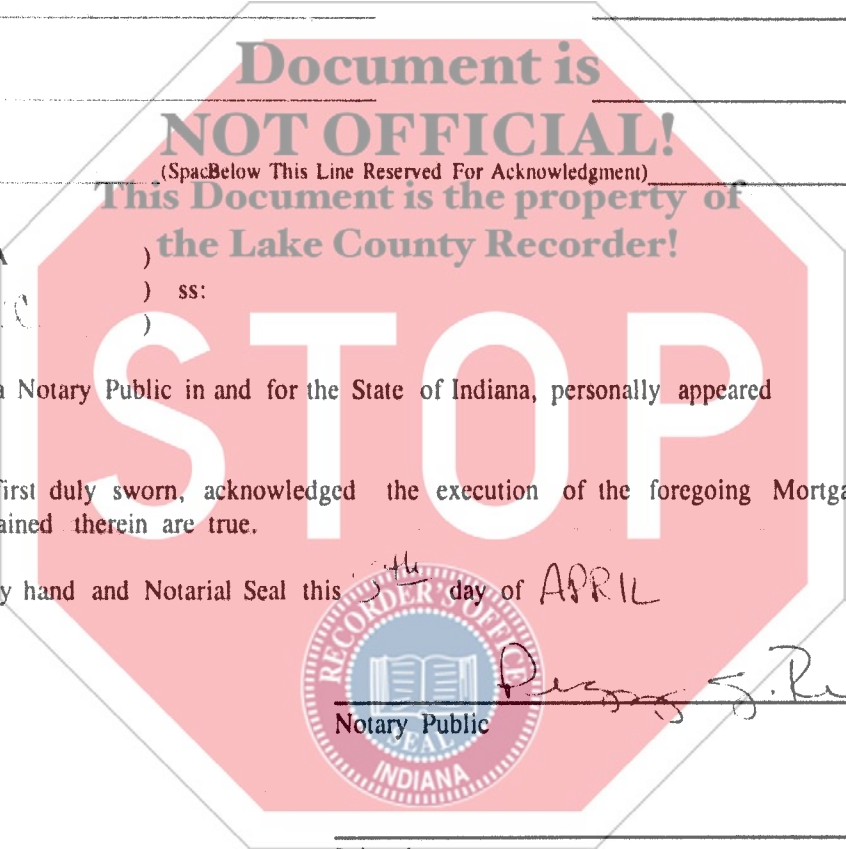 Document is
NOT OFFICIAL!
(SpacBelow This Line Reserved For Acknowledgment)
This Document is the property of
the Lake County Recorder!
A )
) ss:
)
STOP
a Notary Public in and for the State of Indiana, personally appeared
first duly sworn, acknowledged the execution of the foregoing Mortga
ained therein are true.
y hand and Notarial Seal this day of APRIL
RECORDER'S OFFICE
Peggy S. Re
Notary Public
SEAL
INDIANA